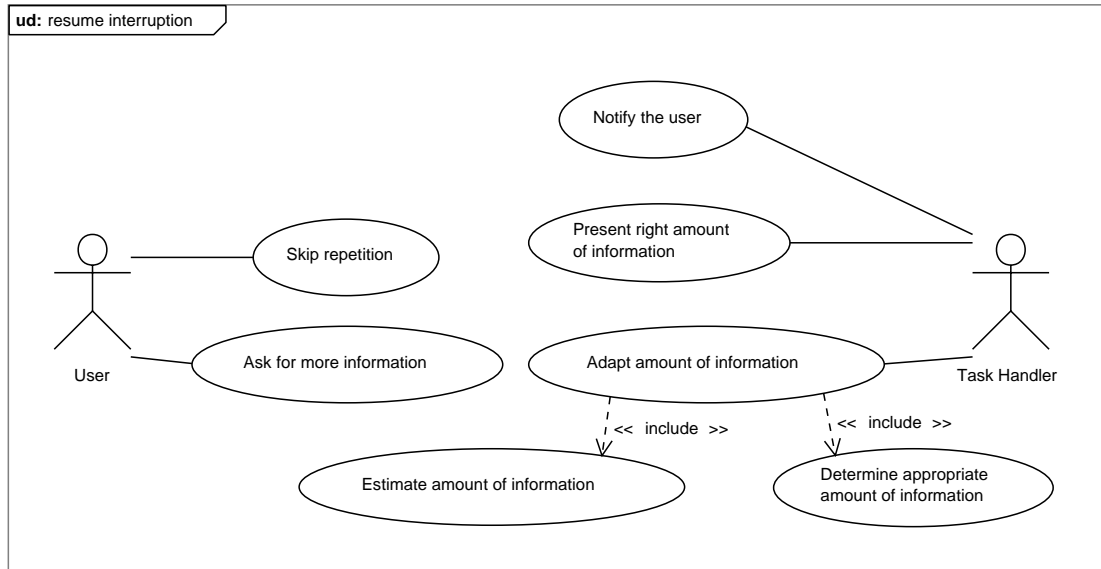 ud: resume interruption
Notify the user
Present right amount
of information
Skip repetition
Ask for more information
Adapt amount of information
User
Task Handler
<< include >>
<< include >>
Estimate amount of information
Determine appropriate
amount of information